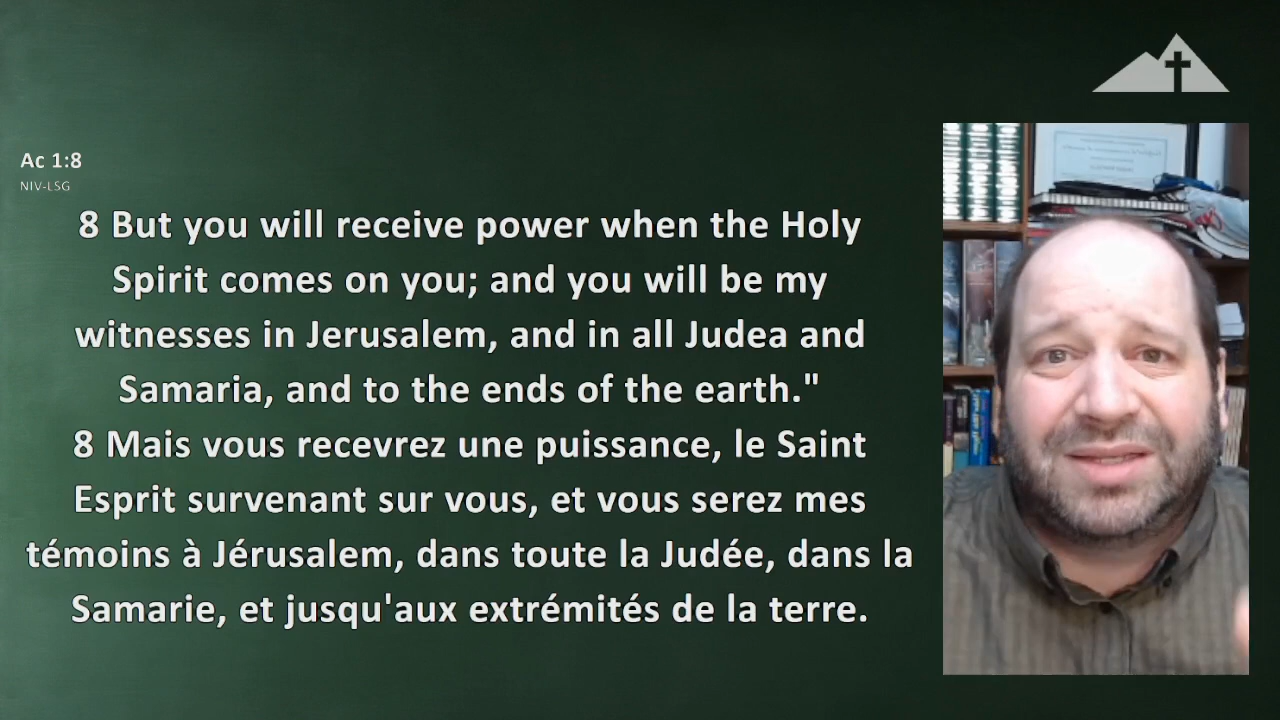 Ac 1:8
NIV-LSG
8 But you will receive power when the Holy
Spirit comes on you; and you will be my
witnesses in Jerusalem, and in all Judea and
Samaria, and to the ends of the earth."
8 Mais vous recevrez une puissance, le Saint
Esprit survenant sur vous, et vous serez mes
témoins à Jérusalem, dans toute la Judée, dans la
Samarie, et jusqu'aux extrémités de la terre.